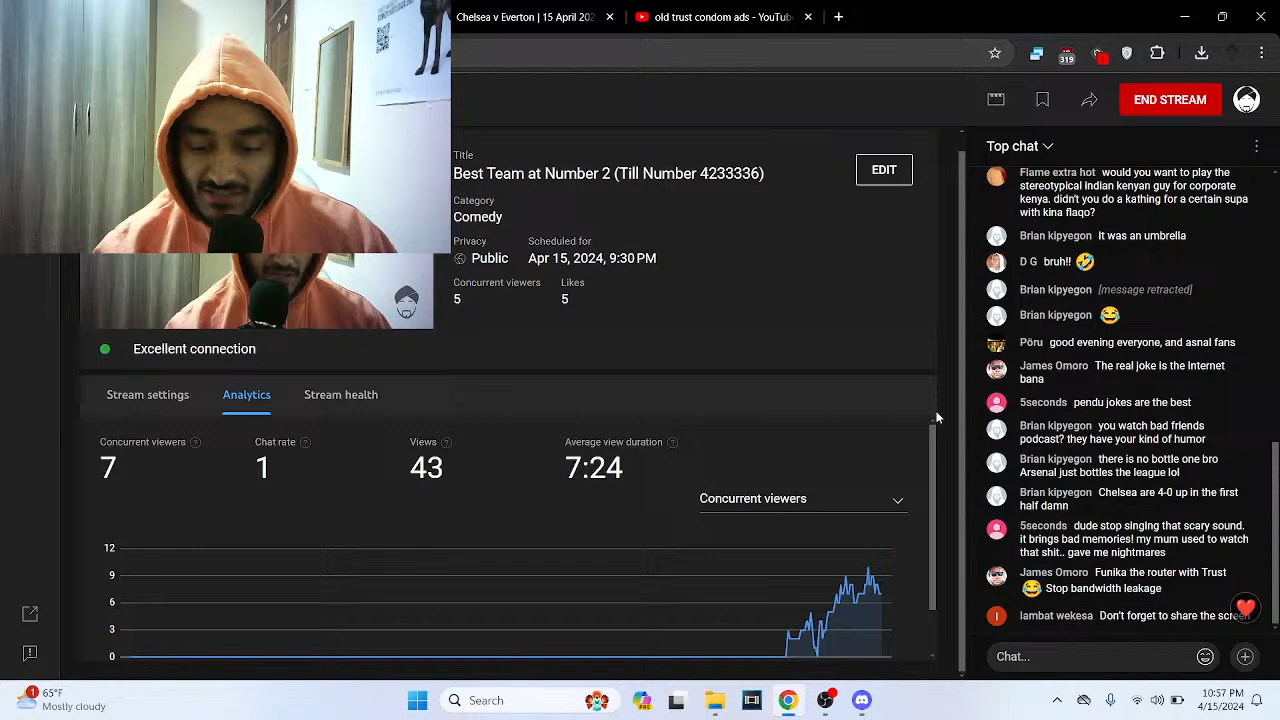 Chelsea v Everton | 15 April 202
old trust condom ads - YouTub
319
1
END STREAM
Title
Best Team at Number 2 (Till Number 4233336)
EDIT
Category
Comedy
Privacy
Scheduled for
Public
Apr 15, 2024, 9:30 PM
Concurrent viewers
Likes
5
5
Excellent connection
Stream settings
Analytics
Stream health
Concurrent viewers
Chat rate
Views
Average view duration
7
1
43
7:24
Concurrent viewers
12
9
6
3
0
Top chat
Flame extra hot would you want to play the
stereotypical Indian kenyan guy for corporate
kenya. didn't you do a kathing for a certain supa
with kina flaqo?
Brian kipyegon It was an umbrella
D G bruh!! 🤣
Brian kipyegon [message retracted]
Brian kipyegon 😂
Pōru good evening everyone, and asnal fans
James Omoro The real joke is the Internet
bana
5seconds pendu jokes are the best
Brian kipyegon you watch bad friends
podcast? they have your kind of humor
Brian kipyegon there is no bottle one bro
Arsenal just bottles the league lol
Brian kipyegon Chelsea are 4-0 up in the first
half damn
5seconds dude stop singing that scary sound.
it brings bad memories! my mum used to watch
that shit.. gave me nightmares
James Omoro Funika the router with Trust
😂 Stop bandwidth leakage
I
Iambat wekesa Don't forget to share the screen
Chat...
1
65°F
Mostly cloudy
Search
PRE
10:57 PM
4/15/2024